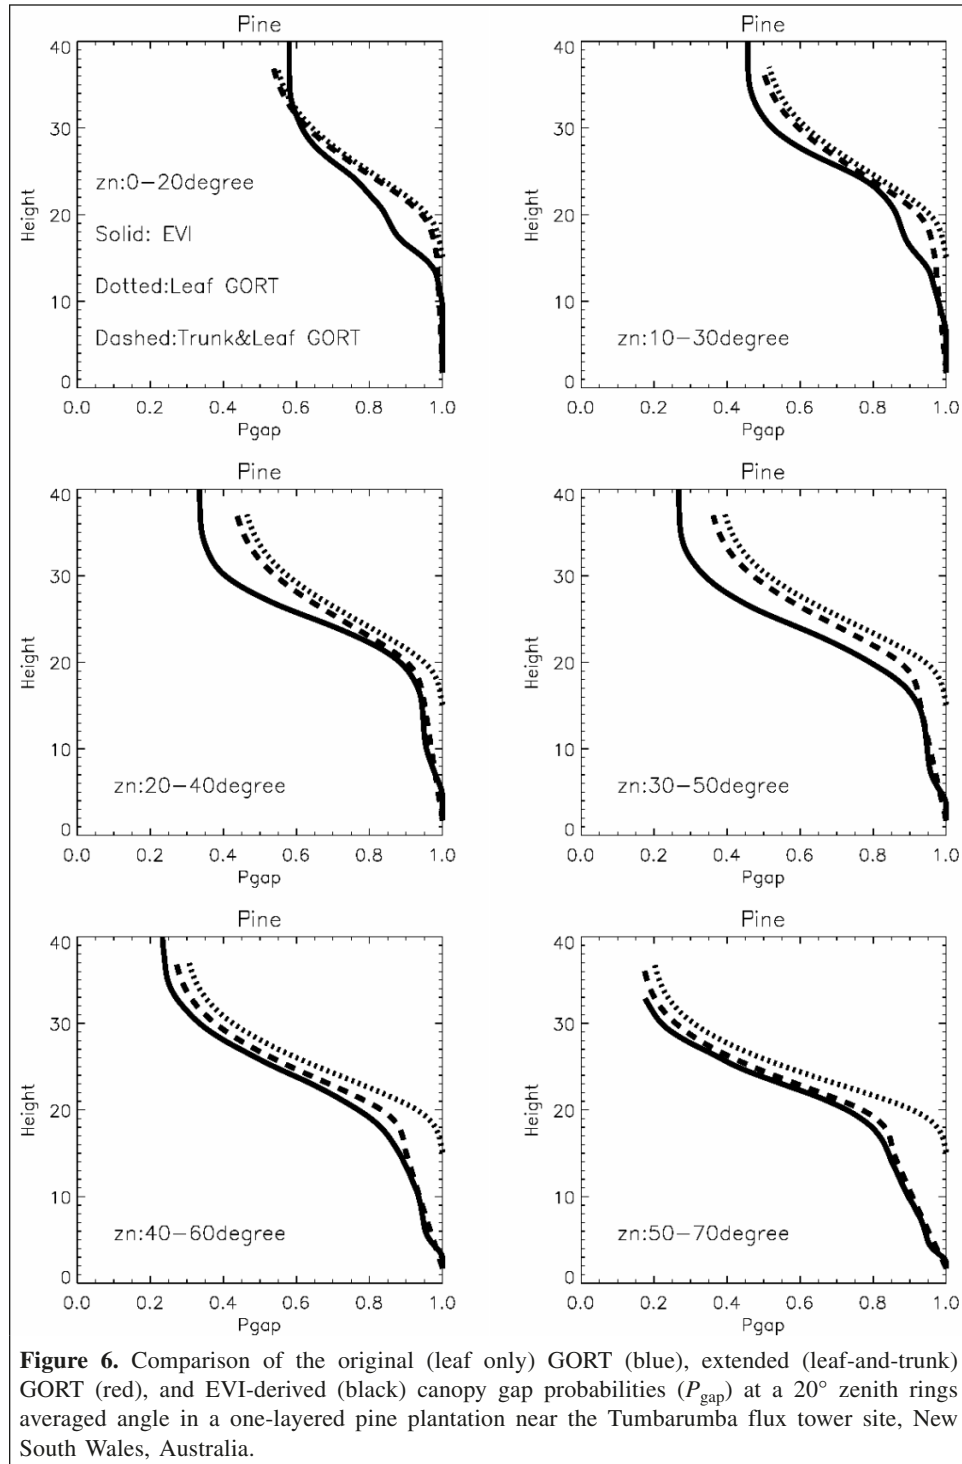 Pine
Pine
40
30
20
10
0
Height
zn:0-20degree
Solid: EVI
Dotted:Leaf GORT
Dashed:Trunk&Leaf GORT
0.0 0.2 0.4 0.6 0.8 1.0
Pgap
40
30
20
10
0
Height
zn:10-30degree
0.0 0.2 0.4 0.6 0.8 1.0
Pgap
Pine
Pine
40
30
20
10
0
Height
zn:20-40degree
0.0 0.2 0.4 0.6 0.8 1.0
Pgap
40
30
20
10
0
Height
zn:30-50degree
0.0 0.2 0.4 0.6 0.8 1.0
Pgap
Pine
Pine
40
30
20
10
0
Height
zn:40-60degree
0.0 0.2 0.4 0.6 0.8 1.0
Pgap
40
30
20
10
0
Height
zn:50-70degree
0.0 0.2 0.4 0.6 0.8 1.0
Pgap
Figure 6. Comparison of the original (leaf only) GORT (blue), extended (leaf-and-trunk)
GORT (red), and EVI-derived (black) canopy gap probabilities (Pgap) at a 20° zenith rings
averaged angle in a one-layered pine plantation near the Tumbarumba flux tower site, New
South Wales, Australia.